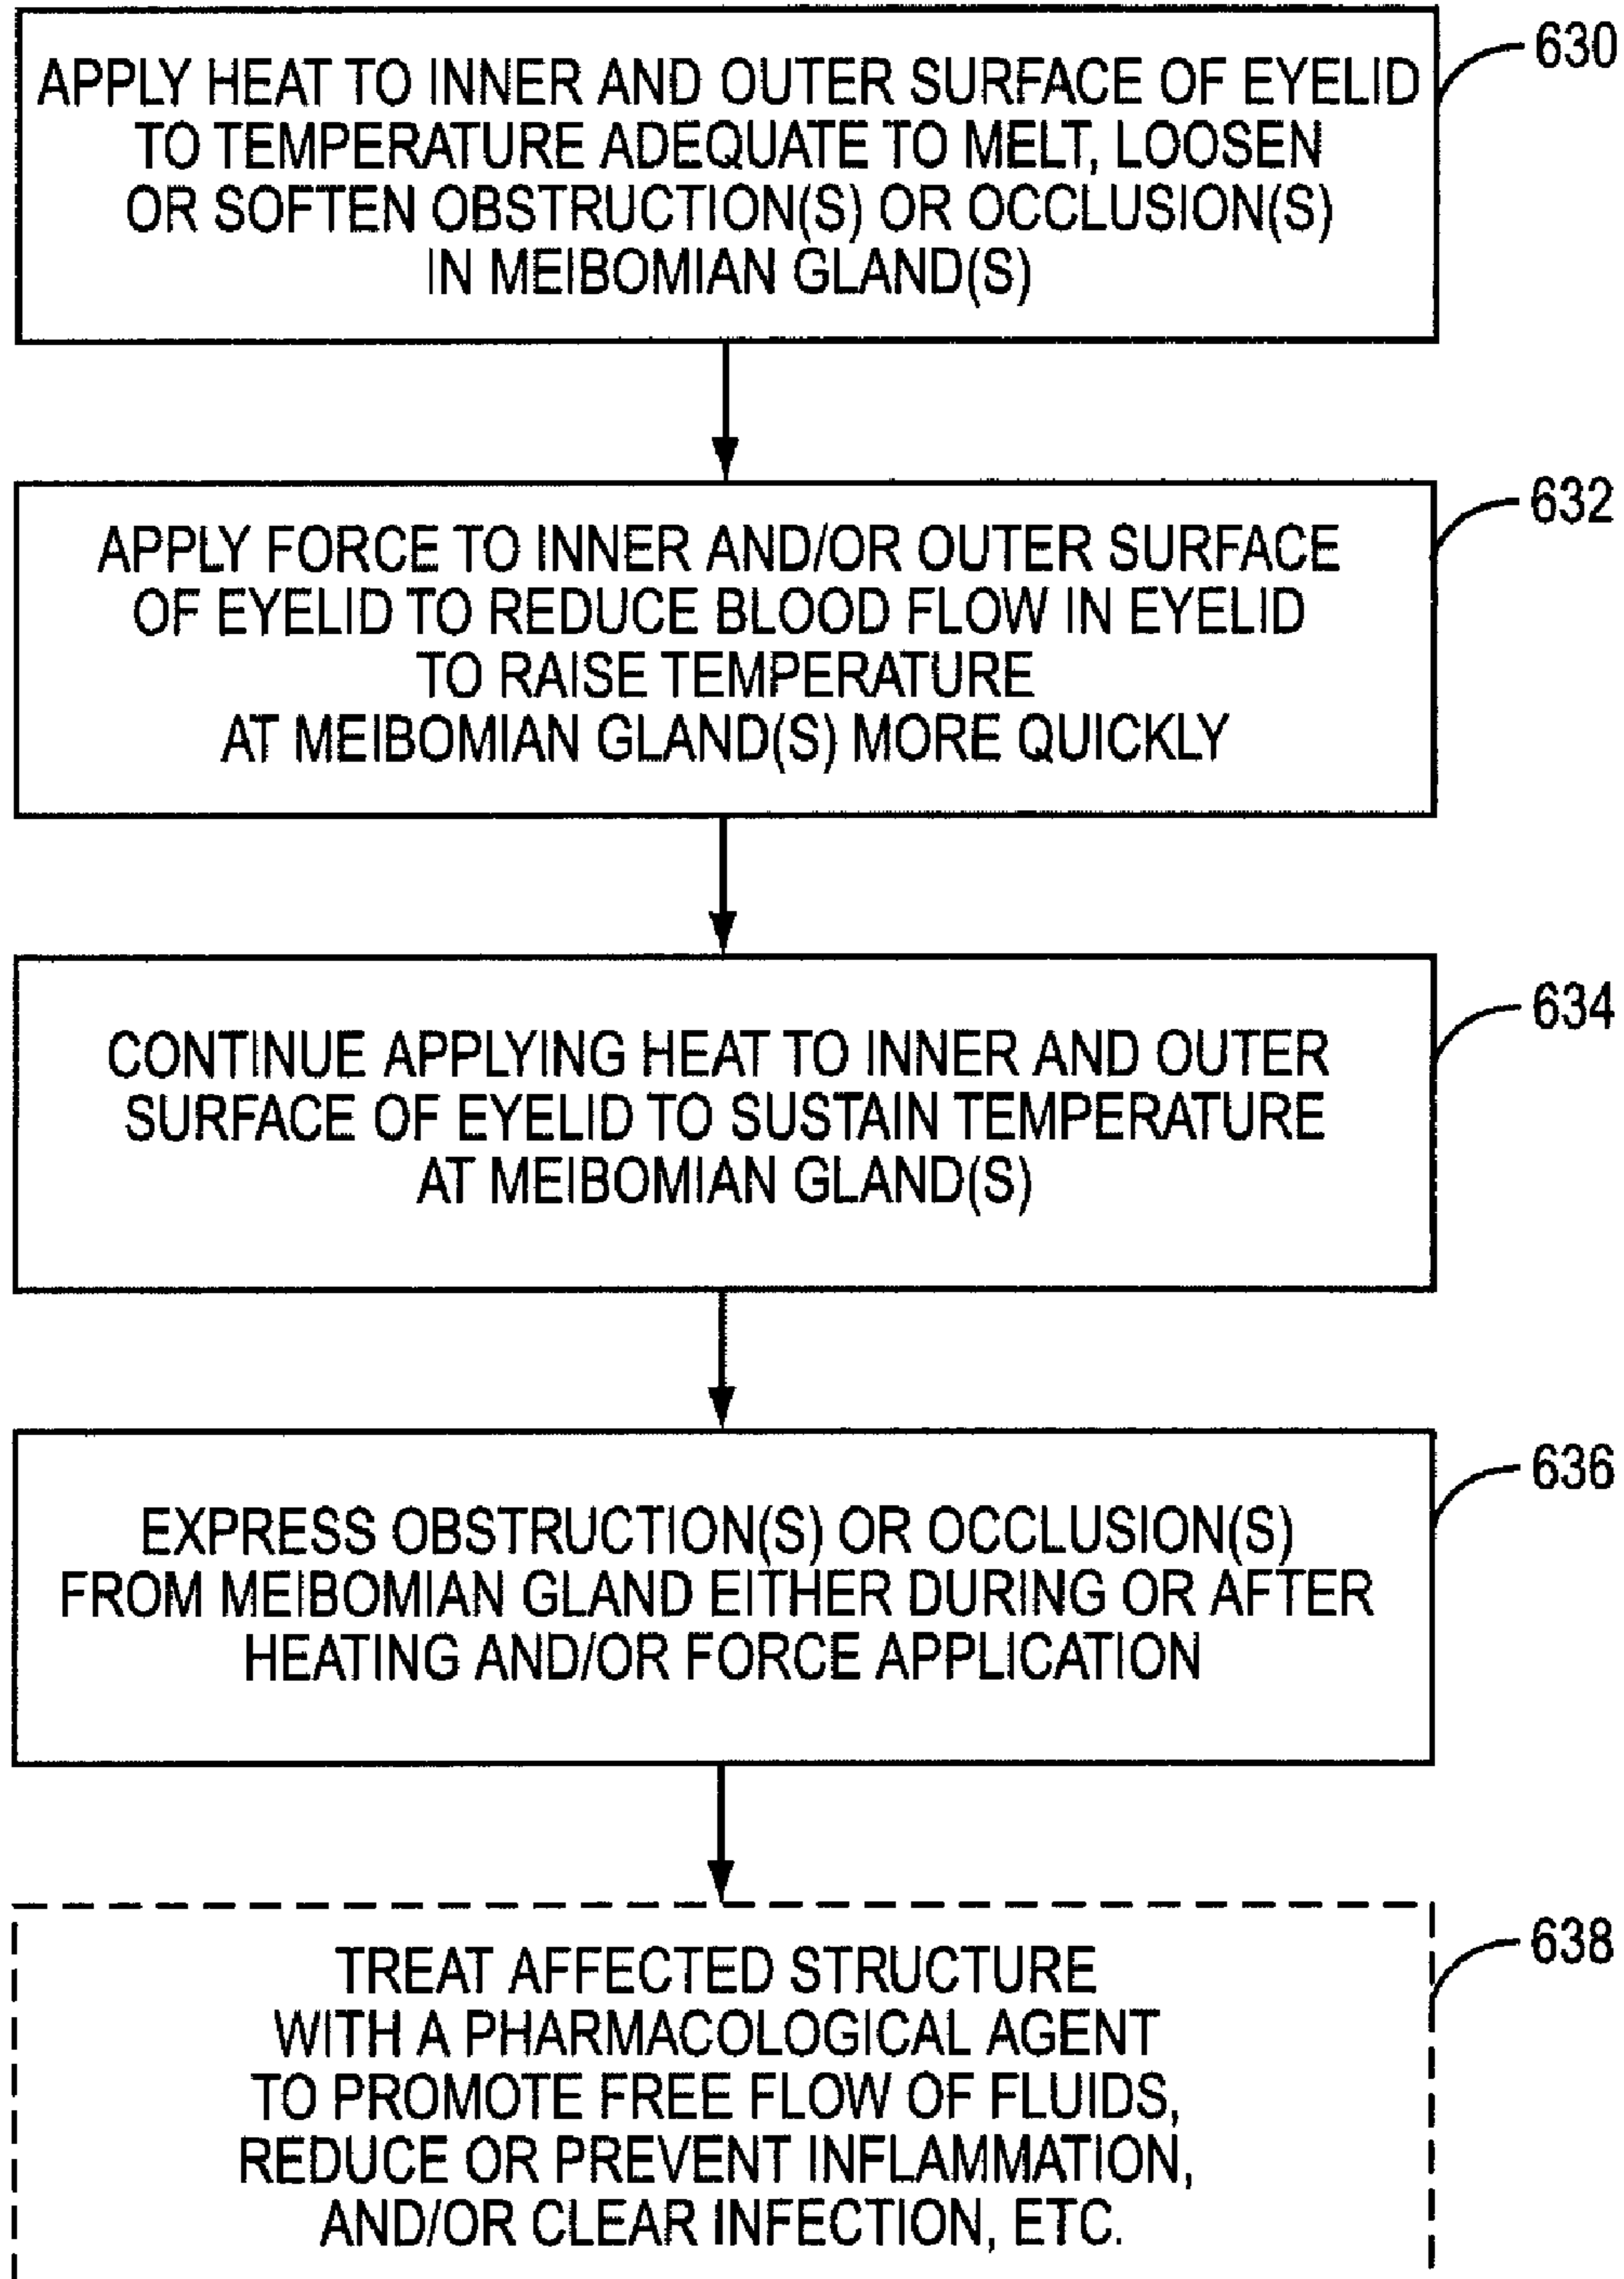 APPLY HEAT TO INNER AND OUTER SURFACE OF EYELID
TO TEMPERATURE ADEQUATE TO MELT, LOOSEN
OR SOFTEN OBSTRUCTION(S) OR OCCLUSION(S)
IN MEIBOMIAN GLAND(S)
630
APPLY FORCE TO INNER AND/OR OUTER SURFACE
OF EYELID TO REDUCE BLOOD FLOW IN EYELID
TO RAISE TEMPERATURE
AT MEIBOMIAN GLAND(S) MORE QUICKLY
632
CONTINUE APPLYING HEAT TO INNER AND OUTER
SURFACE OF EYELID TO SUSTAIN TEMPERATURE
AT MEIBOMIAN GLAND(S)
634
EXPRESS OBSTRUCTION(S) OR OCCLUSION(S)
FROM MEIBOMIAN GLAND EITHER DURING OR AFTER
HEATING AND/OR FORCE APPLICATION
636
TREAT AFFECTED STRUCTURE
WITH A PHARMACOLOGICAL AGENT
TO PROMOTE FREE FLOW OF FLUIDS,
REDUCE OR PREVENT INFLAMMATION,
AND/OR CLEAR INFECTION, ETC.
638